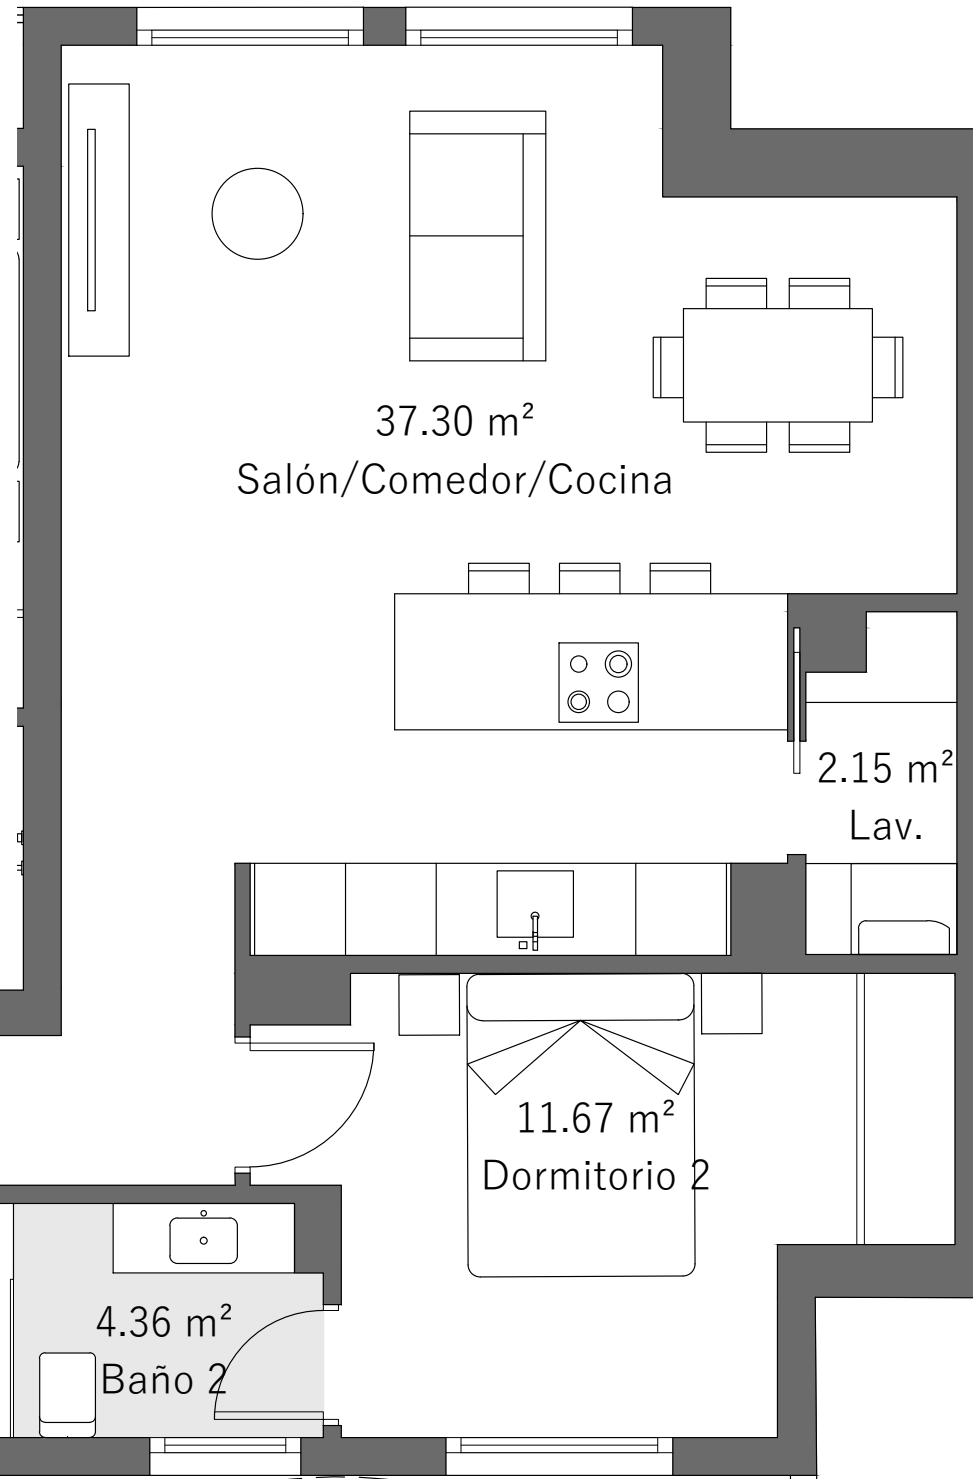 37.30 m²
Salón/Comedor/Cocina
2.15 m²
Lav.
11.67 m²
Dormitorio 2
4.36 m²
Baño 2